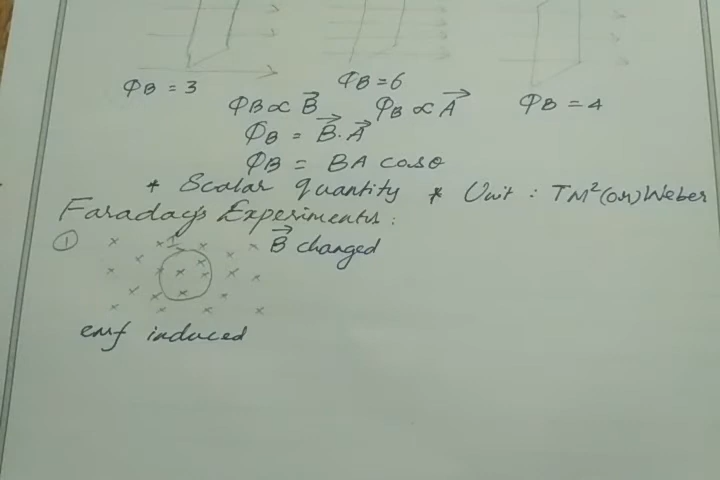 ΦB = 3
ΦB = 6
ΦB = 4
ΦB ∝ B⃗ ΦB ∝ A⃗
ΦB = B⃗ . A⃗
ΦB = BA cosθ
* Scalar quantity * Unit : TM² (or) Weber
Faraday's Experiments :
① B⃗ changed
I
emf induced